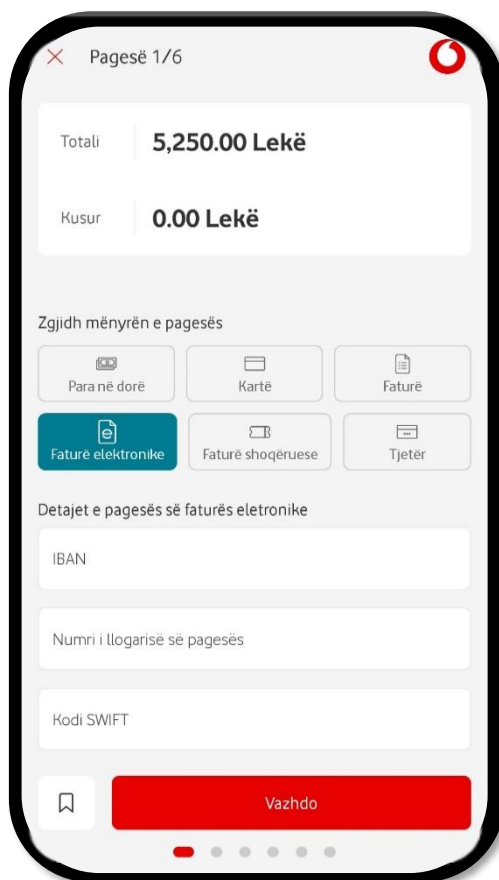 Pagesë 1/6
Totali 5,250.00 Lekë
Kusur 0.00 Lekë
Zgjidh mënyrën e pagesës
Para në dorë Kartë Faturë
Faturë elektronike Faturë shoqëruese Tjetër
Detajet e pagesës së faturës eletronike
IBAN
Numri i llogarisë së pagesës
Kodi SWIFT
Vazhdo